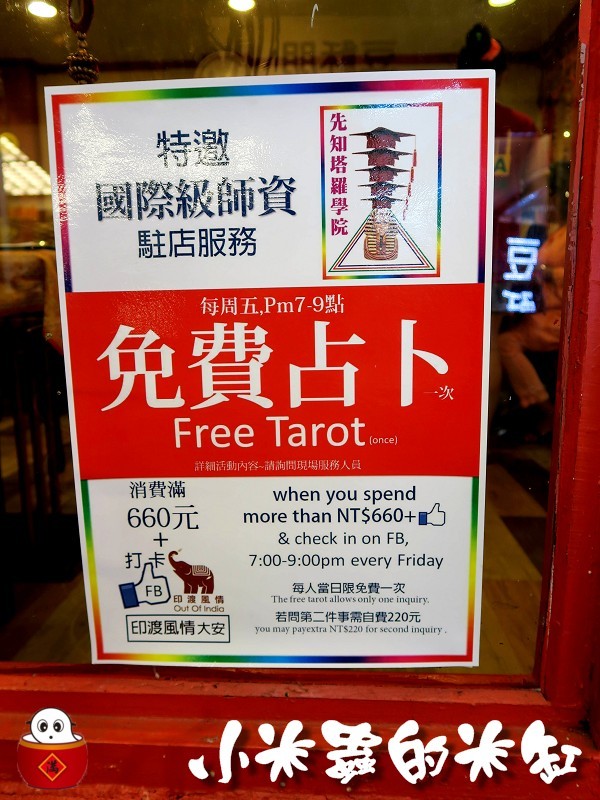 特邀
國際級師資
駐店服務
先知塔羅學院
每周五,Pm7-9點
免費占卜一次
Free Tarot (once)
詳細活動內容~請詢問現場服務人員
消費滿
660元
+
打卡
FB
印渡風情
Out Of India
印渡風情大安
when you spend
more than NT$660+
& check in on FB,
7:00-9:00pm every Friday
每人當日限免費一次
The free tarot allows only one inquiry.
若問第二件事需自費220元
you may payextra NT$220 for second inquiry .
豆
小米蟲的米缸